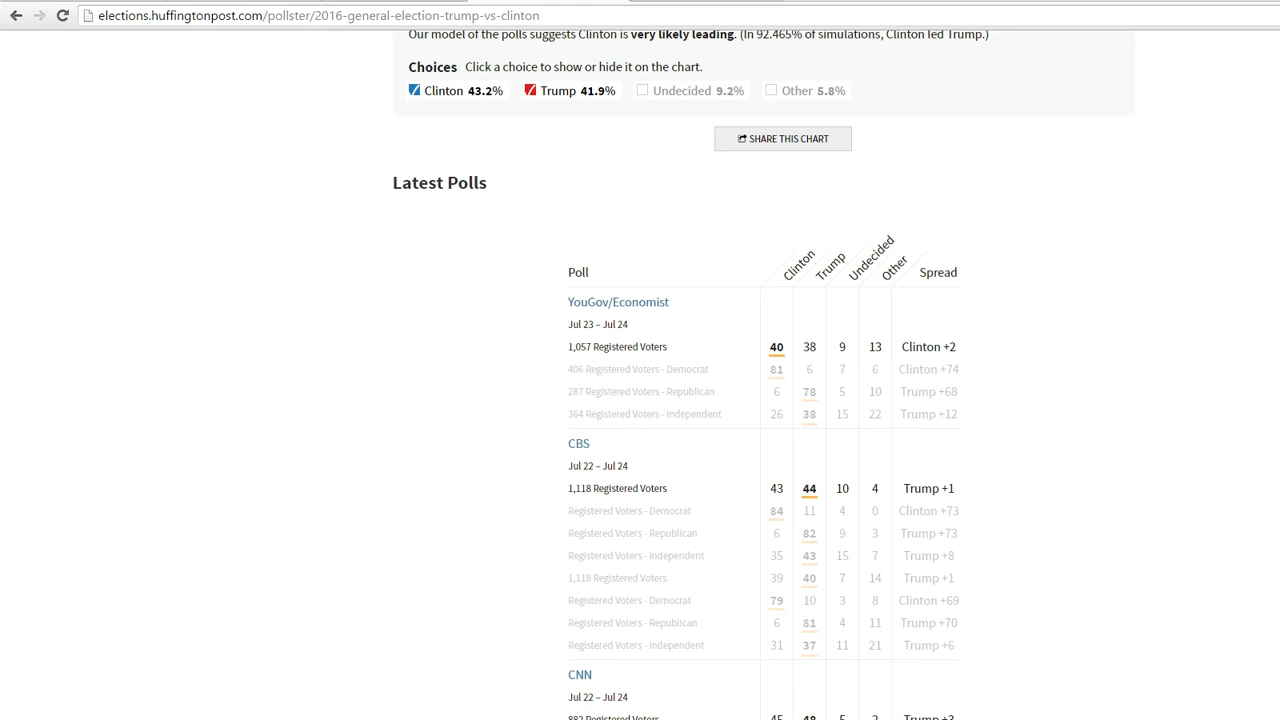 elections.huffingtonpost.com/pollster/2016-general-election-trump-vs-clinton
Our model of the polls suggests Clinton is very likely leading. (In 92.465% of simulations, Clinton led Trump.)
Choices Click a choice to show or hide it on the chart.
Clinton 43.2% Trump 41.9% Undecided 9.2% Other 5.8%
SHARE THIS CHART
Latest Polls
Poll Clinton Trump Undecided Other Spread
YouGov/Economist
Jul 23 – Jul 24
1,057 Registered Voters 40 38 9 13 Clinton +2
406 Registered Voters - Democrat 81 6 7 6 Clinton +74
287 Registered Voters - Republican 6 78 5 10 Trump +68
364 Registered Voters - independent 26 38 15 22 Trump +12
CBS
Jul 22 – Jul 24
1,118 Registered Voters 43 44 10 4 Trump +1
Registered Voters - Democrat 84 11 4 0 Clinton +73
Registered Voters - Republican 6 82 9 3 Trump +73
Registered Voters - independent 35 43 15 7 Trump +8
1,118 Registered Voters 39 40 7 14 Trump +1
Registered Voters - Democrat 79 10 3 8 Clinton +69
Registered Voters - Republican 6 81 4 11 Trump +70
Registered Voters - independent 31 37 11 21 Trump +6
CNN
Jul 22 – Jul 24
882 Registered Voters 45 48 5 2 Trump +3